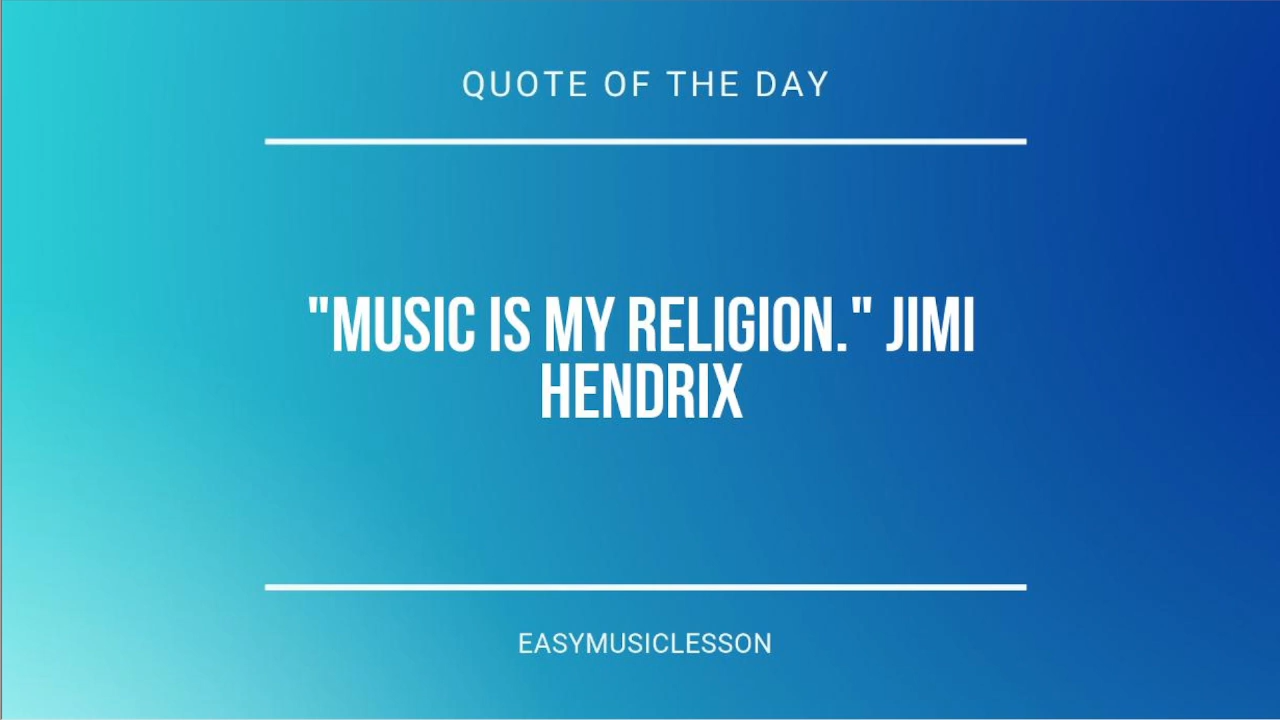 QUOTE OF THE DAY
"MUSIC IS MY RELIGION." JIMI
HENDRIX
EASYMUSICLESSON